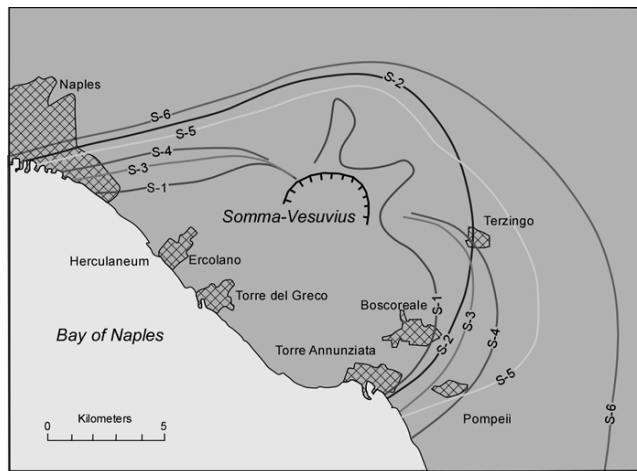 Naples
S-6
S-2
S-5
S-4
S-3
S-1
Somma-Vesuvius
Terzingo
Herculaneum
Ercolano
Torre del Greco
Boscoreale
S-1
S-2
S-3
S-4
S-5
S-6
Bay of Naples
Torre Annunziata
Pompeii
Kilometers
0
5